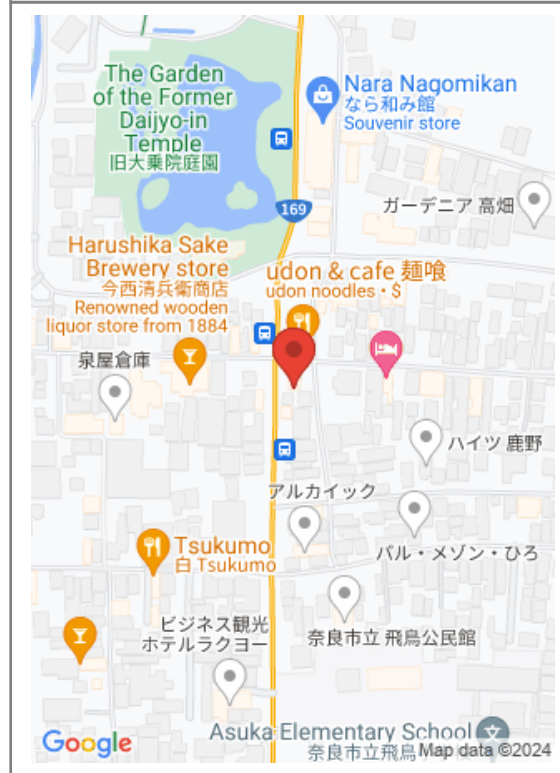 The Garden
of the Former
Daijyo-in
Temple
旧大乗院庭園
Nara Nagomikan
なら和み館
Souvenir store
169
ガーデニア 高畑
Harushika Sake
Brewery store
今西清兵衛商店
Renowned wooden
liquor store from 1884
udon & cafe 麺喰
udon noodles・$
泉屋倉庫
ハイツ 鹿野
アルカイック
Tsukumo
白 Tsukumo
パル・メゾン・ひろ
ビジネス観光
ホテルラクヨー
奈良市立 飛鳥公民館
Asuka Elementary School
奈良市立飛鳥小学校
Google
Map data ©2024